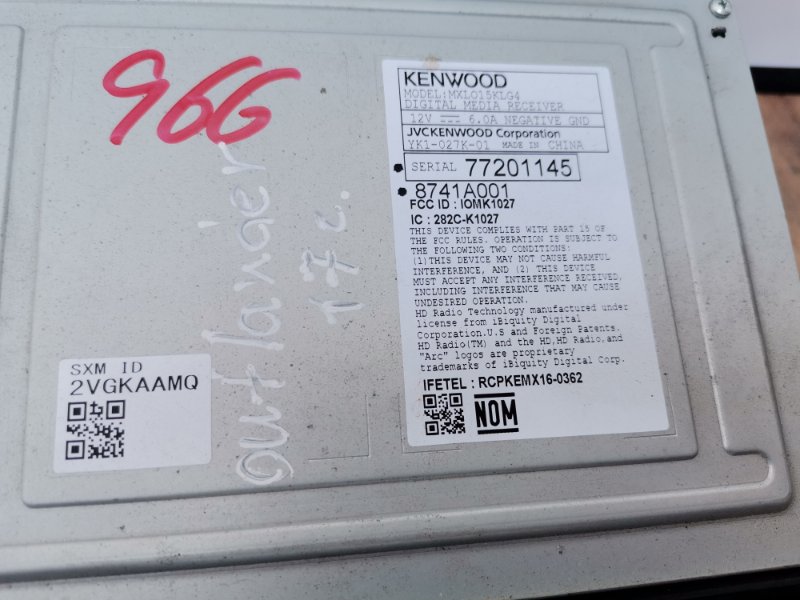 966
outlander
17г.
KENWOOD
MODEL:MXL015KLG4
DIGITAL MEDIA RECEIVER
12V ⎓ 6.0A NEGATIVE GND
JVCKENWOOD Corporation
YK1-027K-01 MADE IN CHINA
SERIAL 77201145
8741A001
FCC ID : IOMK1027
IC : 282C-K1027
THIS DEVICE COMPLIES WITH PART 15 OF
THE FCC RULES. OPERATION IS SUBJECT TO
THE FOLLOWING TWO CONDITIONS:
(1)THIS DEVICE MAY NOT CAUSE HARMFUL
INTERFERENCE, AND (2) THIS DEVICE
MUST ACCEPT ANY INTERFERENCE RECEIVED,
INCLUDING INTERFERENCE THAT MAY CAUSE
UNDESIRED OPERATION.
HD Radio Technology manufactured under
license from iBiquity Digital
Corporation.U.S and Foreign Patents.
HD Radio(TM) and the HD,HD Radio,and
"Arc" logos are proprietary
trademarks of iBiquity Digital Corp.
IFETEL : RCPKEMX16-0362
NOM
SXM ID
2VGKAAMQ